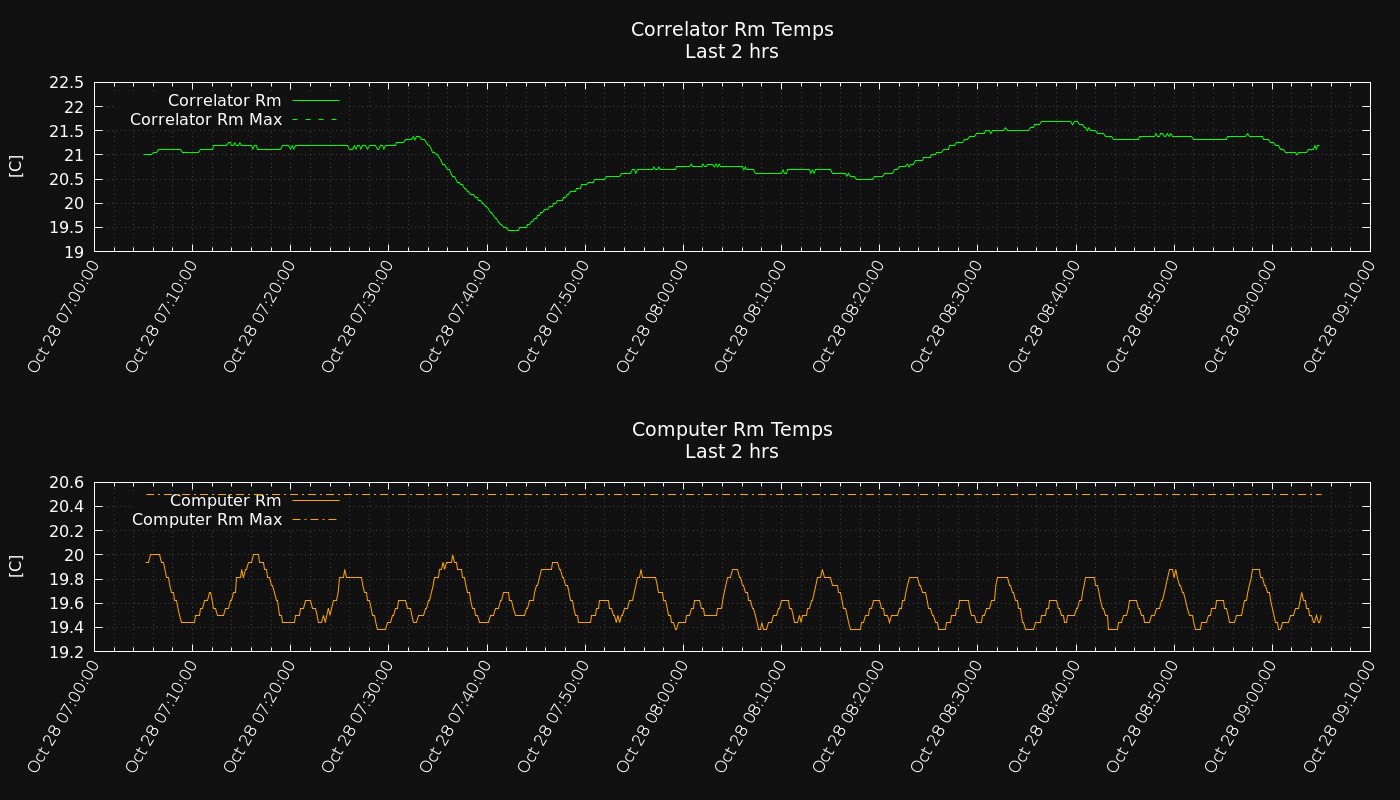 Correlator Rm Temps
Last 2 hrs
22.5
22
21.5
21
20.5
20
19.5
19
[C]
Correlator Rm
Correlator Rm Max
Oct 28 07:00:00
Oct 28 07:10:00
Oct 28 07:20:00
Oct 28 07:30:00
Oct 28 07:40:00
Oct 28 07:50:00
Oct 28 08:00:00
Oct 28 08:10:00
Oct 28 08:20:00
Oct 28 08:30:00
Oct 28 08:40:00
Oct 28 08:50:00
Oct 28 09:00:00
Oct 28 09:10:00
Computer Rm Temps
Last 2 hrs
20.6
20.4
20.2
20
19.8
19.6
19.4
19.2
[C]
Computer Rm
Computer Rm Max
Oct 28 07:00:00
Oct 28 07:10:00
Oct 28 07:20:00
Oct 28 07:30:00
Oct 28 07:40:00
Oct 28 07:50:00
Oct 28 08:00:00
Oct 28 08:10:00
Oct 28 08:20:00
Oct 28 08:30:00
Oct 28 08:40:00
Oct 28 08:50:00
Oct 28 09:00:00
Oct 28 09:10:00